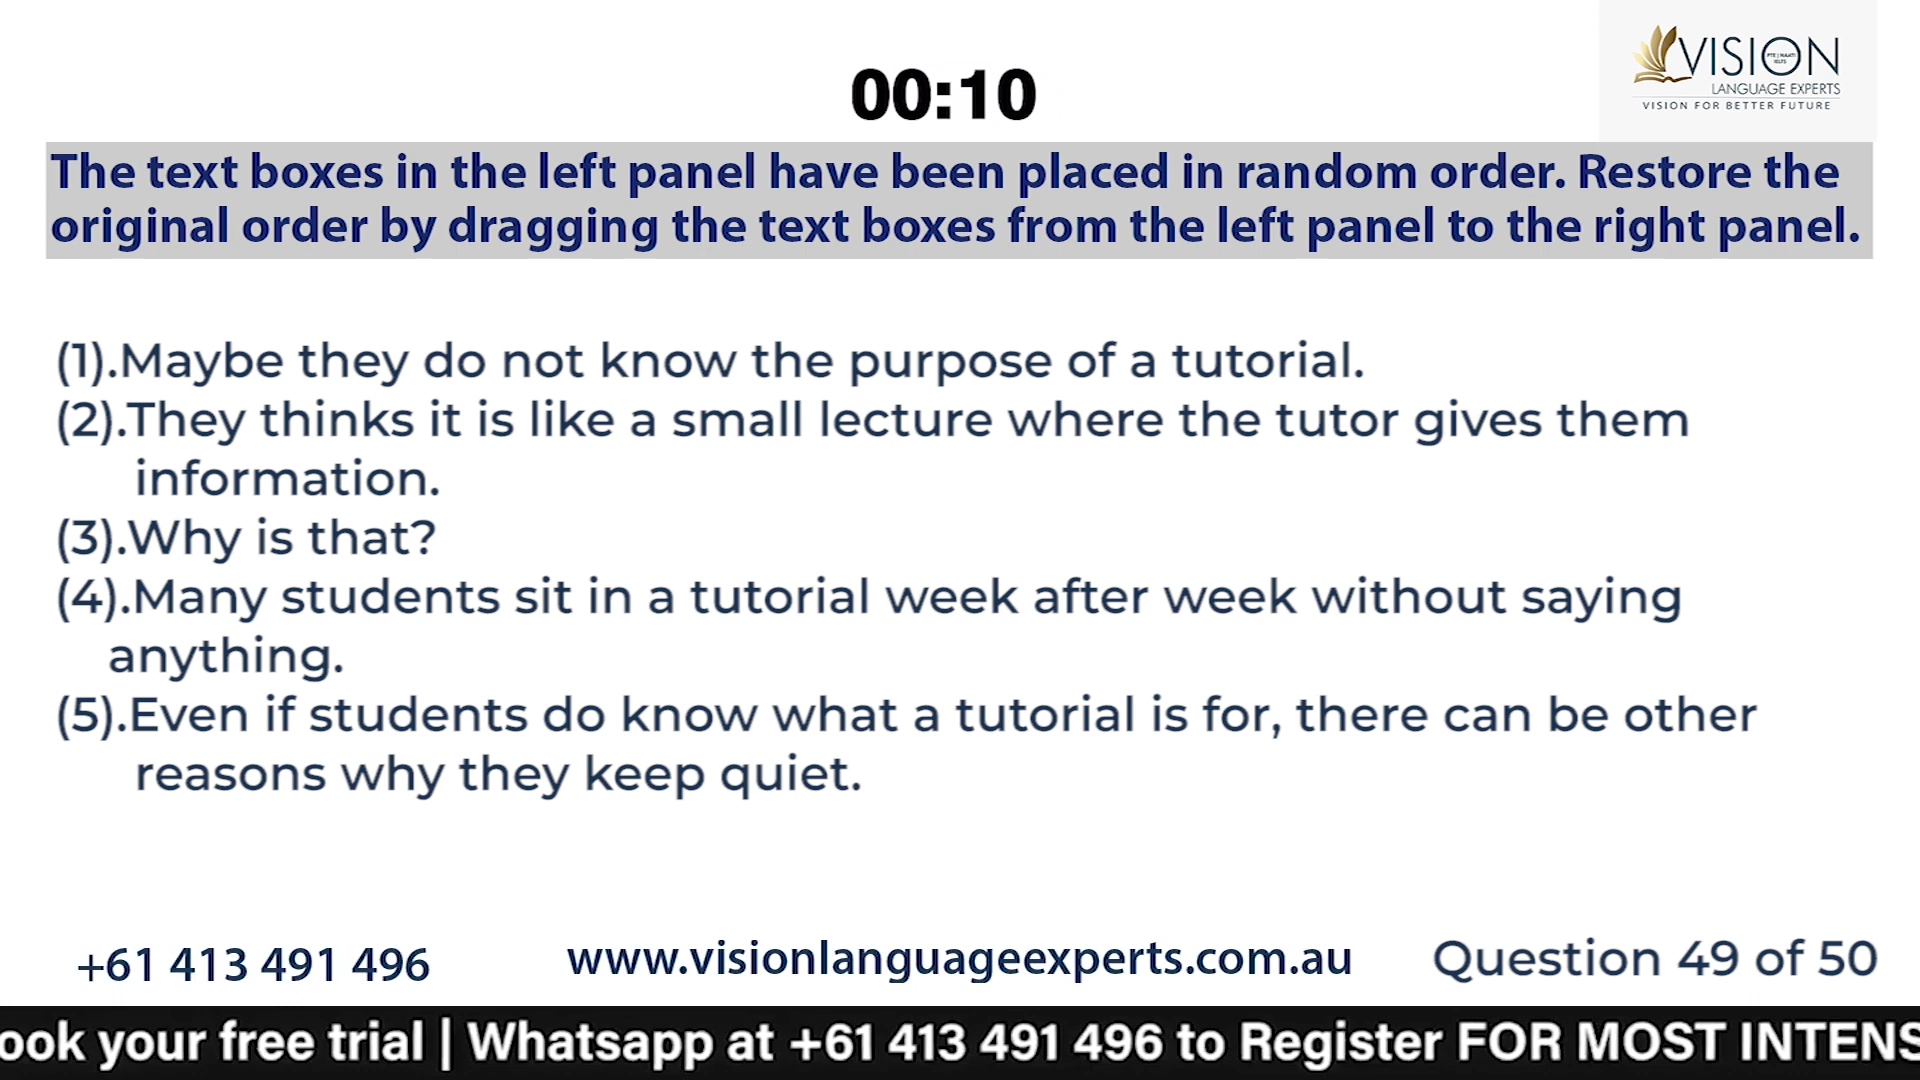 VISION
PTE | NAATI
IELTS
LANGUAGE EXPERTS
VISION FOR BETTER FUTURE
00:10
The text boxes in the left panel have been placed in random order. Restore the
original order by dragging the text boxes from the left panel to the right panel.
(1).Maybe they do not know the purpose of a tutorial.
(2).They thinks it is like a small lecture where the tutor gives them
information.
(3).Why is that?
(4).Many students sit in a tutorial week after week without saying
anything.
(5).Even if students do know what a tutorial is for, there can be other
reasons why they keep quiet.
+61 413 491 496
www.visionlanguageexperts.com.au
Question 49 of 50
ook your free trial | Whatsapp at +61 413 491 496 to Register FOR MOST INTENS